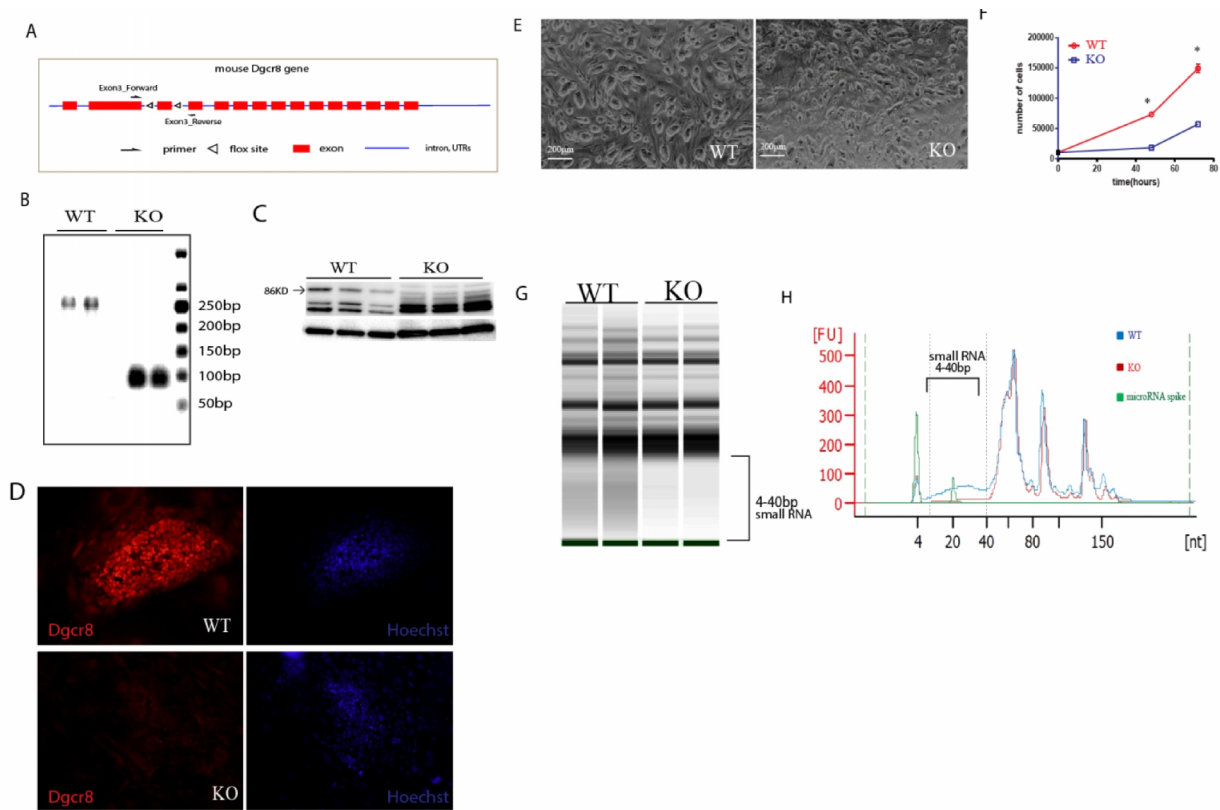 A
mouse Dgcr8 gene
Exon3_Forward
Exon3_Reverse
primer flox site exon intron, UTRs
B
WT KO
250bp
200bp
150bp
100bp
50bp
C
WT KO
86KD
D
Dgcr8 WT Hoechst
Dgcr8 KO Hoechst
E
200μm WT 200μm KO
F
200000
150000
100000
50000
0
number of cells
WT
KO
*
*
0 20 40 60 80
time(hours)
G
WT KO
4-40bp
small RNA
H
[FU]
500
400
300
200
100
0
small RNA
4-40bp
WT
KO
microRNA spike
4 20 40 80 150 [nt]